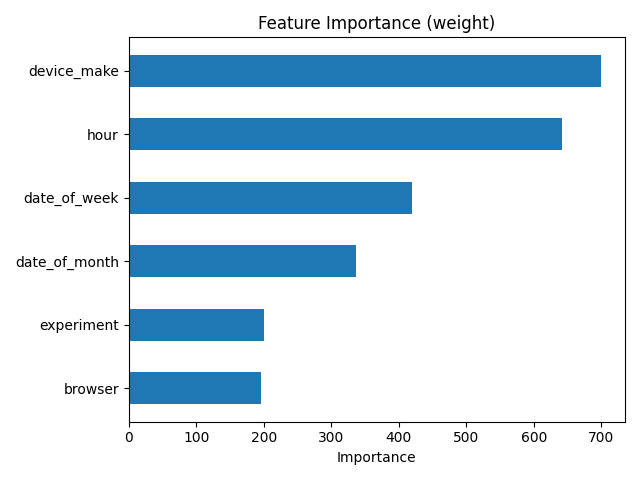 Feature Importance (weight)
device_make
hour
date_of_week
date_of_month
experiment
browser
0 100 200 300 400 500 600 700
Importance